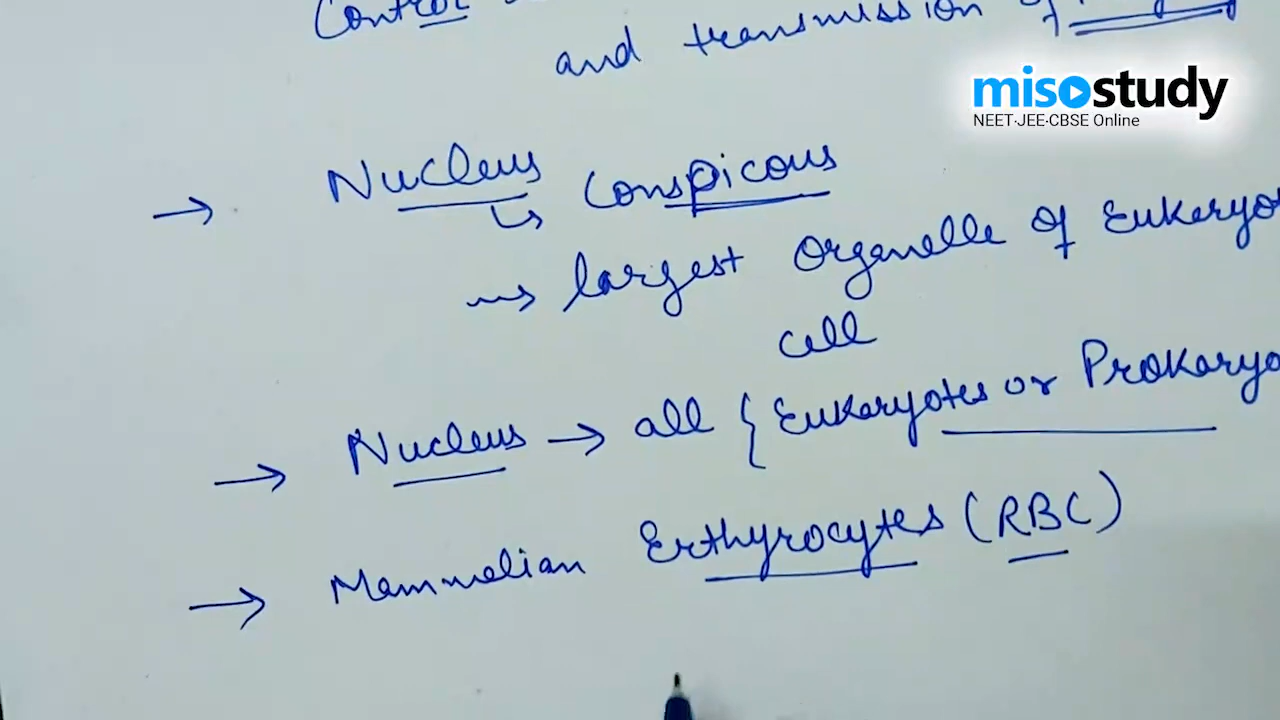 Control
and transmission of
misostudy
NEET-JEE-CBSE Online
→ Nucleus
↳ Conspicous
→ largest Organelle of Eukaryo
cell
→ Nucleus → all { Eukaryotes or Prokaryo
→ Mammalian Erthyrocytes (RBC)